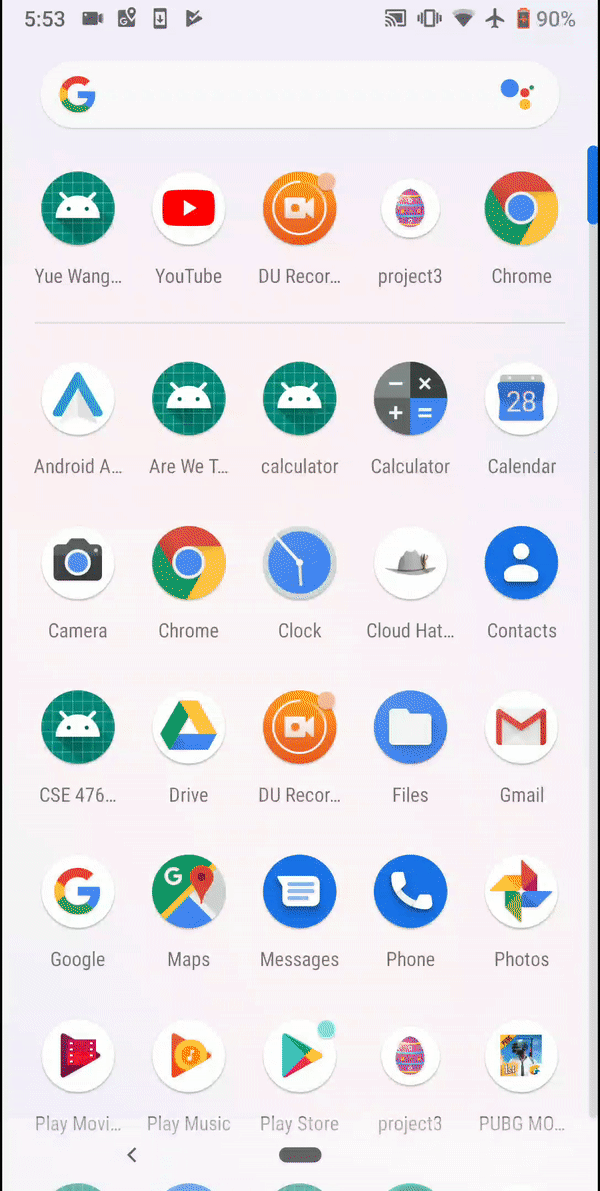 5:53 90%
Yue Wang... YouTube DU Recor... project3 Chrome
Android A... Are We T... calculator Calculator Calendar
28
Camera Chrome Clock Cloud Hat... Contacts
CSE 476... Drive DU Recor... Files Gmail
Google Maps Messages Phone Photos
Play Movi... Play Music Play Store project3 PUBG MO...